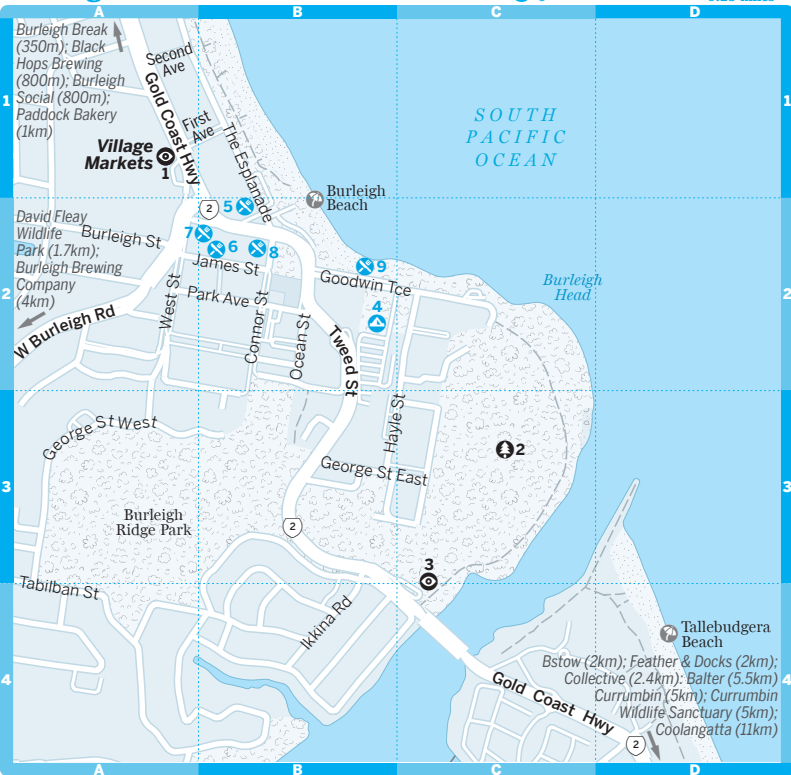 A
B
C
D
Burleigh Break
(350m); Black
Hops Brewing
(800m); Burleigh
Social (800m);
Paddock Bakery
(1km)
Second
Ave
Gold Coast Hwy
First
Ave
The Esplanade
1
1
SOUTH
PACIFIC
OCEAN
Village
Markets
1
Burleigh
Beach
2
5
David Fleay
Wildlife
Park (1.7km);
Burleigh Brewing
Company
(4km)
Burleigh St
7
6
8
James St
9
Goodwin Tce
Burleigh
Head
2
2
Park Ave
4
West St
Connor St
Ocean St
Tweed St
W Burleigh Rd
George St West
Hayle St
2
George St East
3
3
Burleigh
Ridge Park
2
3
Tabilban St
Ikkina Rd
Tallebudgera
Beach
Bstow (2km); Feather & Docks (2km);
Collective (2.4km): Balter (5.5km)
Currumbin (5km); Currumbin
Wildlife Sanctuary (5km);
Coolangatta (11km)
4
4
Gold Coast Hwy
2
A
B
C
D